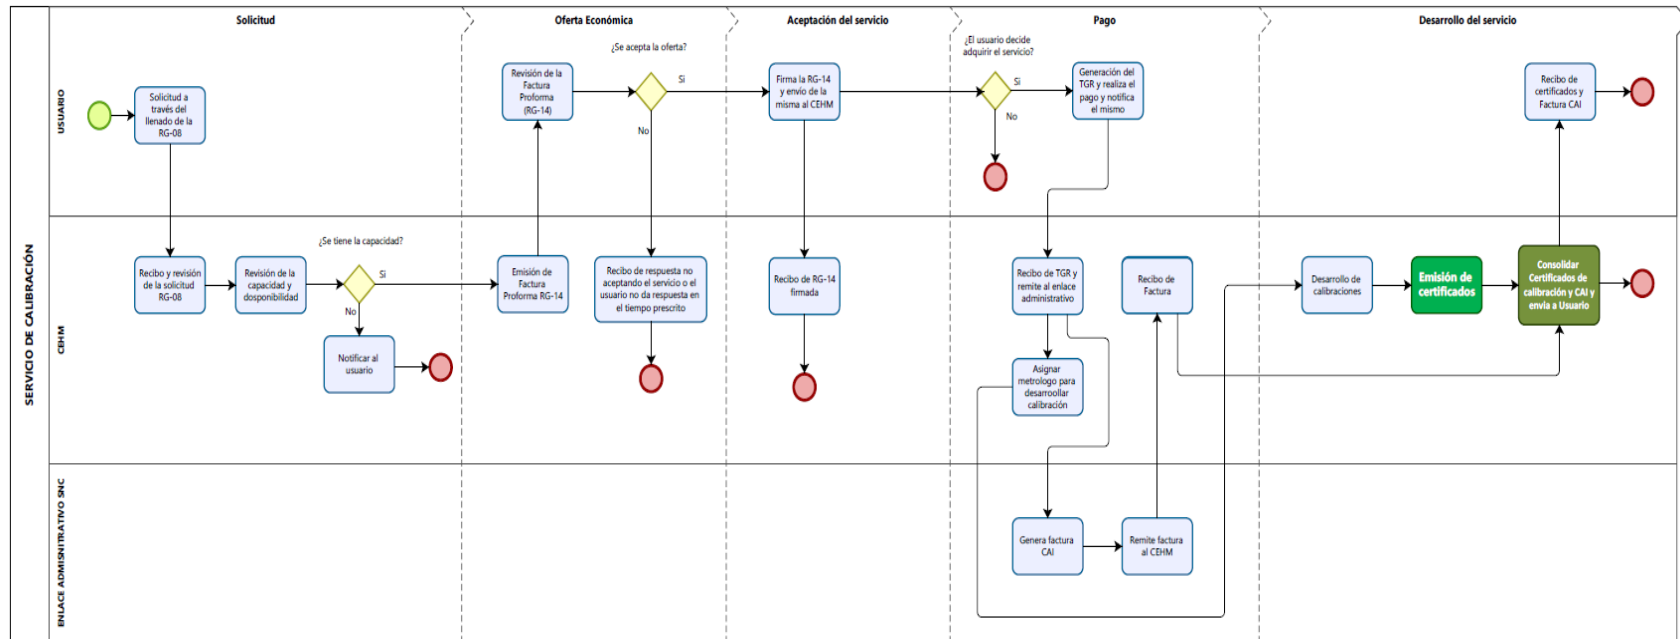 Solicitud
Oferta Económica
Aceptación del servicio
Pago
Desarrollo del servicio
SERVICIO DE CALIBRACIÓN
USUARIO
Solicitud a
través del
llenado de la
RG-08
Revisión de la
Factura
Proforma
(RG-14)
¿Se acepta la oferta?
Si
No
Firma la RG-14
y envío de la
misma al CEHM
¿El usuario decide
adquirir el servicio?
Si
No
Generación del
TGR y realiza el
pago y notifica
el mismo
Recibo de
certificados y
Factura CAI
CEHM
Recibo y revisión
de la solicitud
RG-08
Revisión de la
capacidad y
dosponibilidad
¿Se tiene la capacidad?
Si
No
Notificar al
usuario
Emisión de
Factura
Proforma RG-14
Recibo de respuesta no
aceptando el servicio o el
usuario no da respuesta en
el tiempo prescrito
Recibo de RG-14
firmada
Recibo de TGR y
remite al enlace
administrativo
Asignar
metrologo para
desarroollar
calibración
Recibo de
Factura
Desarrollo de
calibraciones
Emisión de
certificados
Consolidar
Certificados de
calibración y CAI y
envia a Usuario
ENLACE ADMISNITRATIVO SNC
Genera factura
CAI
Remite factura
al CEHM